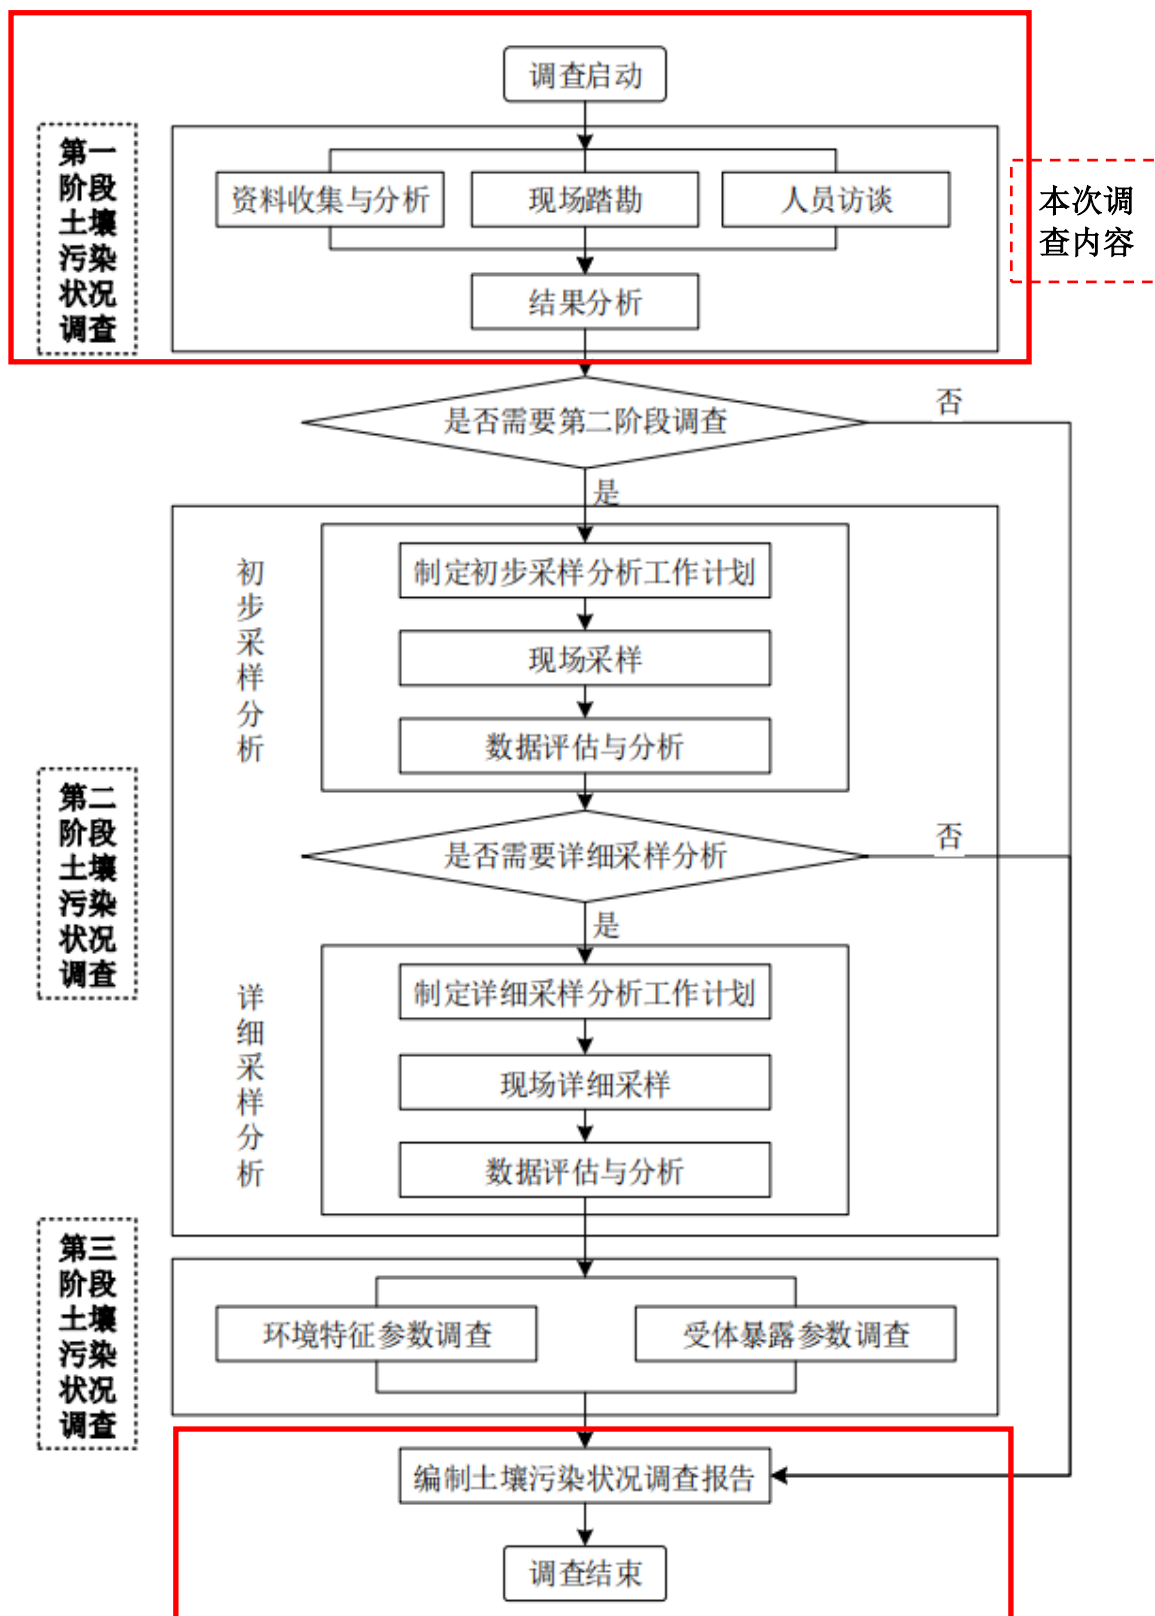 调查启动
第一
阶段
土壤
污染
状况
调查
资料收集与分析
现场踏勘
人员访谈
本次调
查内容
结果分析
是否需要第二阶段调查
否
是
初
步
采
样
分
析
制定初步采样分析工作计划
现场采样
数据评估与分析
第二
阶段
土壤
污染
状况
调查
是否需要详细采样分析
否
是
详
细
采
样
分
析
制定详细采样分析工作计划
现场详细采样
数据评估与分析
第三
阶段
土壤
污染
状况
调查
环境特征参数调查
受体暴露参数调查
编制土壤污染状况调查报告
调查结束